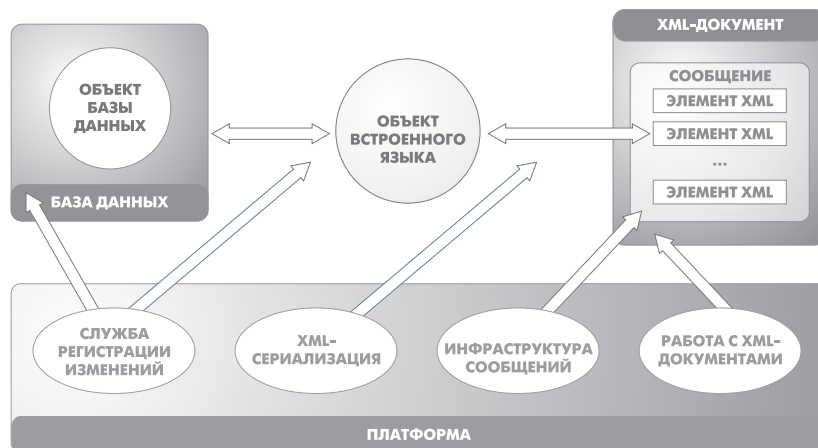 XML-ДОКУМЕНТ
СООБЩЕНИЕ
ЭЛЕМЕНТ XML
ЭЛЕМЕНТ XML
...
ЭЛЕМЕНТ XML
ОБЪЕКТ
БАЗЫ
ДАННЫХ
БАЗА ДАННЫХ
ОБЪЕКТ
ВСТРОЕННОГО
ЯЗЫКА
СЛУЖБА
РЕГИСТРАЦИИ
ИЗМЕНЕНИЙ
XML-
СЕРИАЛИЗАЦИЯ
ИНФРАСТРУКТУРА
СООБЩЕНИЙ
РАБОТА С XML-
ДОКУМЕНТАМИ
ПЛАТФОРМА